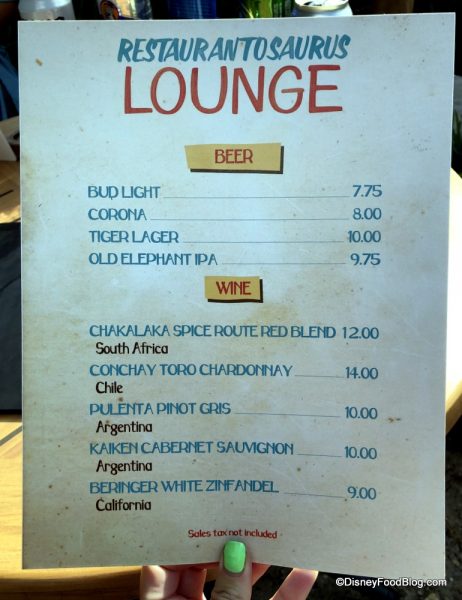 RESTAURANTOSAURUS
LOUNGE
BEER
BUD LIGHT 7.75
CORONA 8.00
TIGER LAGER 10.00
OLD ELEPHANT IPA 9.75
WINE
CHAKALAKA SPICE ROUTE RED BLEND 12.00
South Africa
CONCHAY TORO CHARDONNAY 14.00
Chile
PULENTA PINOT GRIS 10.00
Argentina
KAIKEN CABERNET SAUVIGNON 10.00
Argentina
BERINGER WHITE ZINFANDEL 9.00
California
Sales tax not included
©DisneyFoodBlog.com